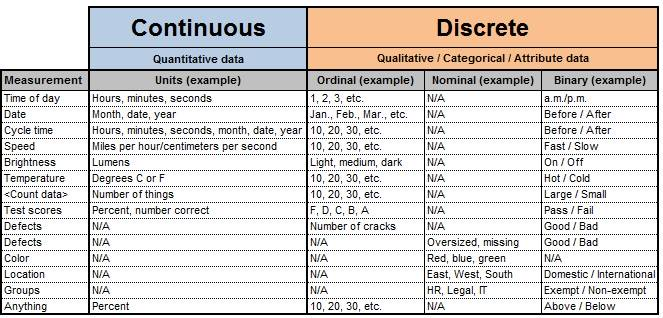 Continuous Discrete
Quantitative data Qualitative / Categorical / Attribute data
Measurement Units (example) Ordinal (example) Nominal (example) Binary (example)
Time of day Hours, minutes, seconds 1, 2, 3, etc. N/A a.m./p.m.
Date Month, date, year Jan., Feb., Mar., etc. N/A Before / After
Cycle time Hours, minutes, seconds, month, date, year 10, 20, 30, etc. N/A Before / After
Speed Miles per hour/centimeters per second 10, 20, 30, etc. N/A Fast / Slow
Brightness Lumens Light, medium, dark N/A On / Off
Temperature Degrees C or F 10, 20, 30, etc. N/A Hot / Cold
<Count data> Number of things 10, 20, 30, etc. N/A Large / Small
Test scores Percent, number correct F, D, C, B, A N/A Pass / Fail
Defects N/A Number of cracks N/A Good / Bad
Defects N/A N/A Oversized, missing Good / Bad
Color N/A N/A Red, blue, green N/A
Location N/A N/A East, West, South Domestic / International
Groups N/A N/A HR, Legal, IT Exempt / Non-exempt
Anything Percent 10, 20, 30, etc. N/A Above / Below